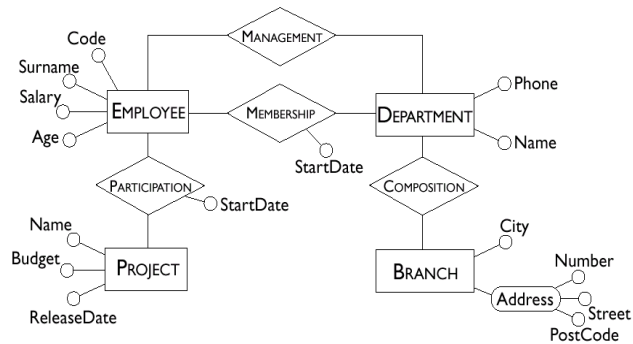 Code
MANAGEMENT
Surname
Salary
Age
EMPLOYEE
MEMBERSHIP
StartDate
DEPARTMENT
Phone
Name
PARTICIPATION
StartDate
COMPOSITION
Name
Budget
ReleaseDate
PROJECT
BRANCH
City
Address
Number
Street
PostCode